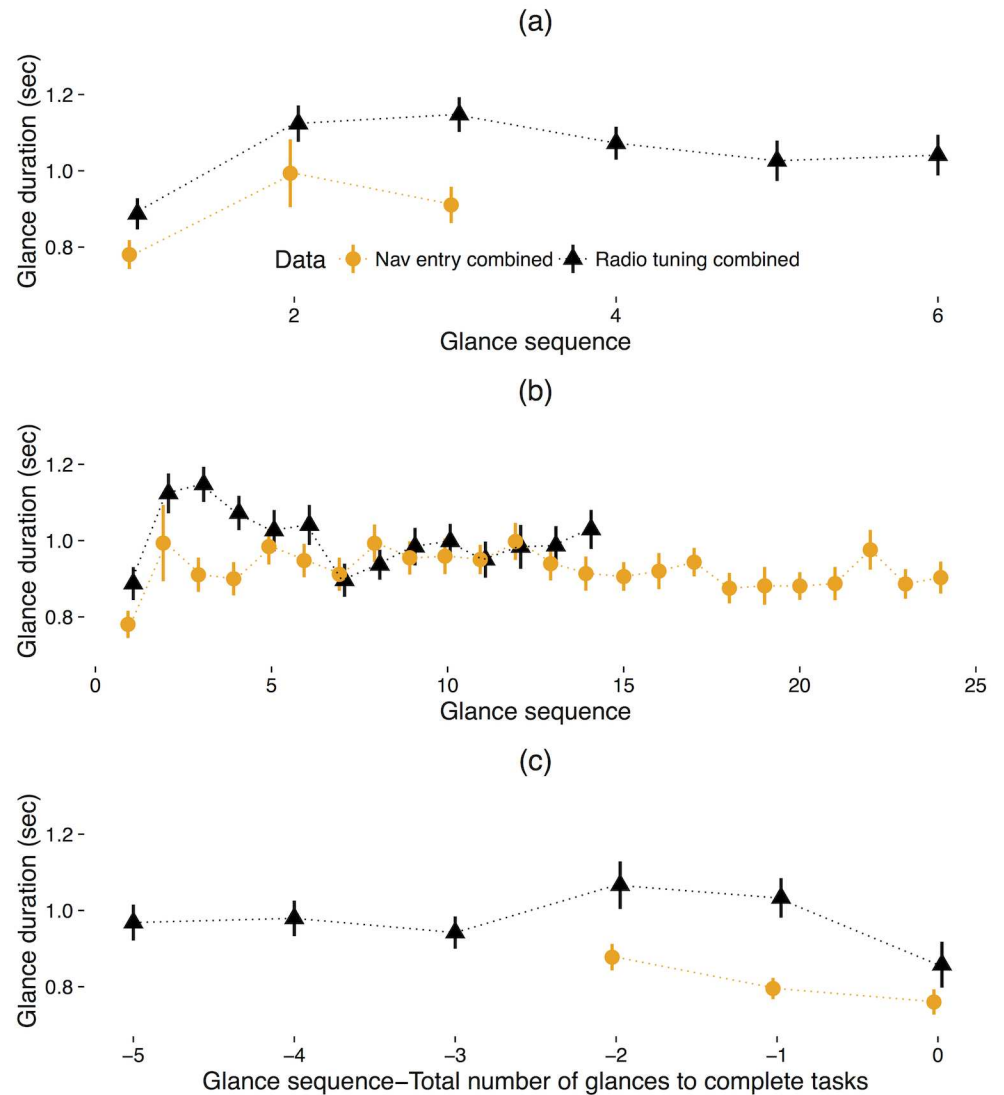 (a)
Glance duration (sec)
1.2
1.0
0.8
Data Nav entry combined Radio tuning combined
2 4 6
Glance sequence
(b)
Glance duration (sec)
1.2
1.0
0.8
0 5 10 15 20 25
Glance sequence
(c)
Glance duration (sec)
1.2
1.0
0.8
−5 −4 −3 −2 −1 0
Glance sequence−Total number of glances to complete tasks